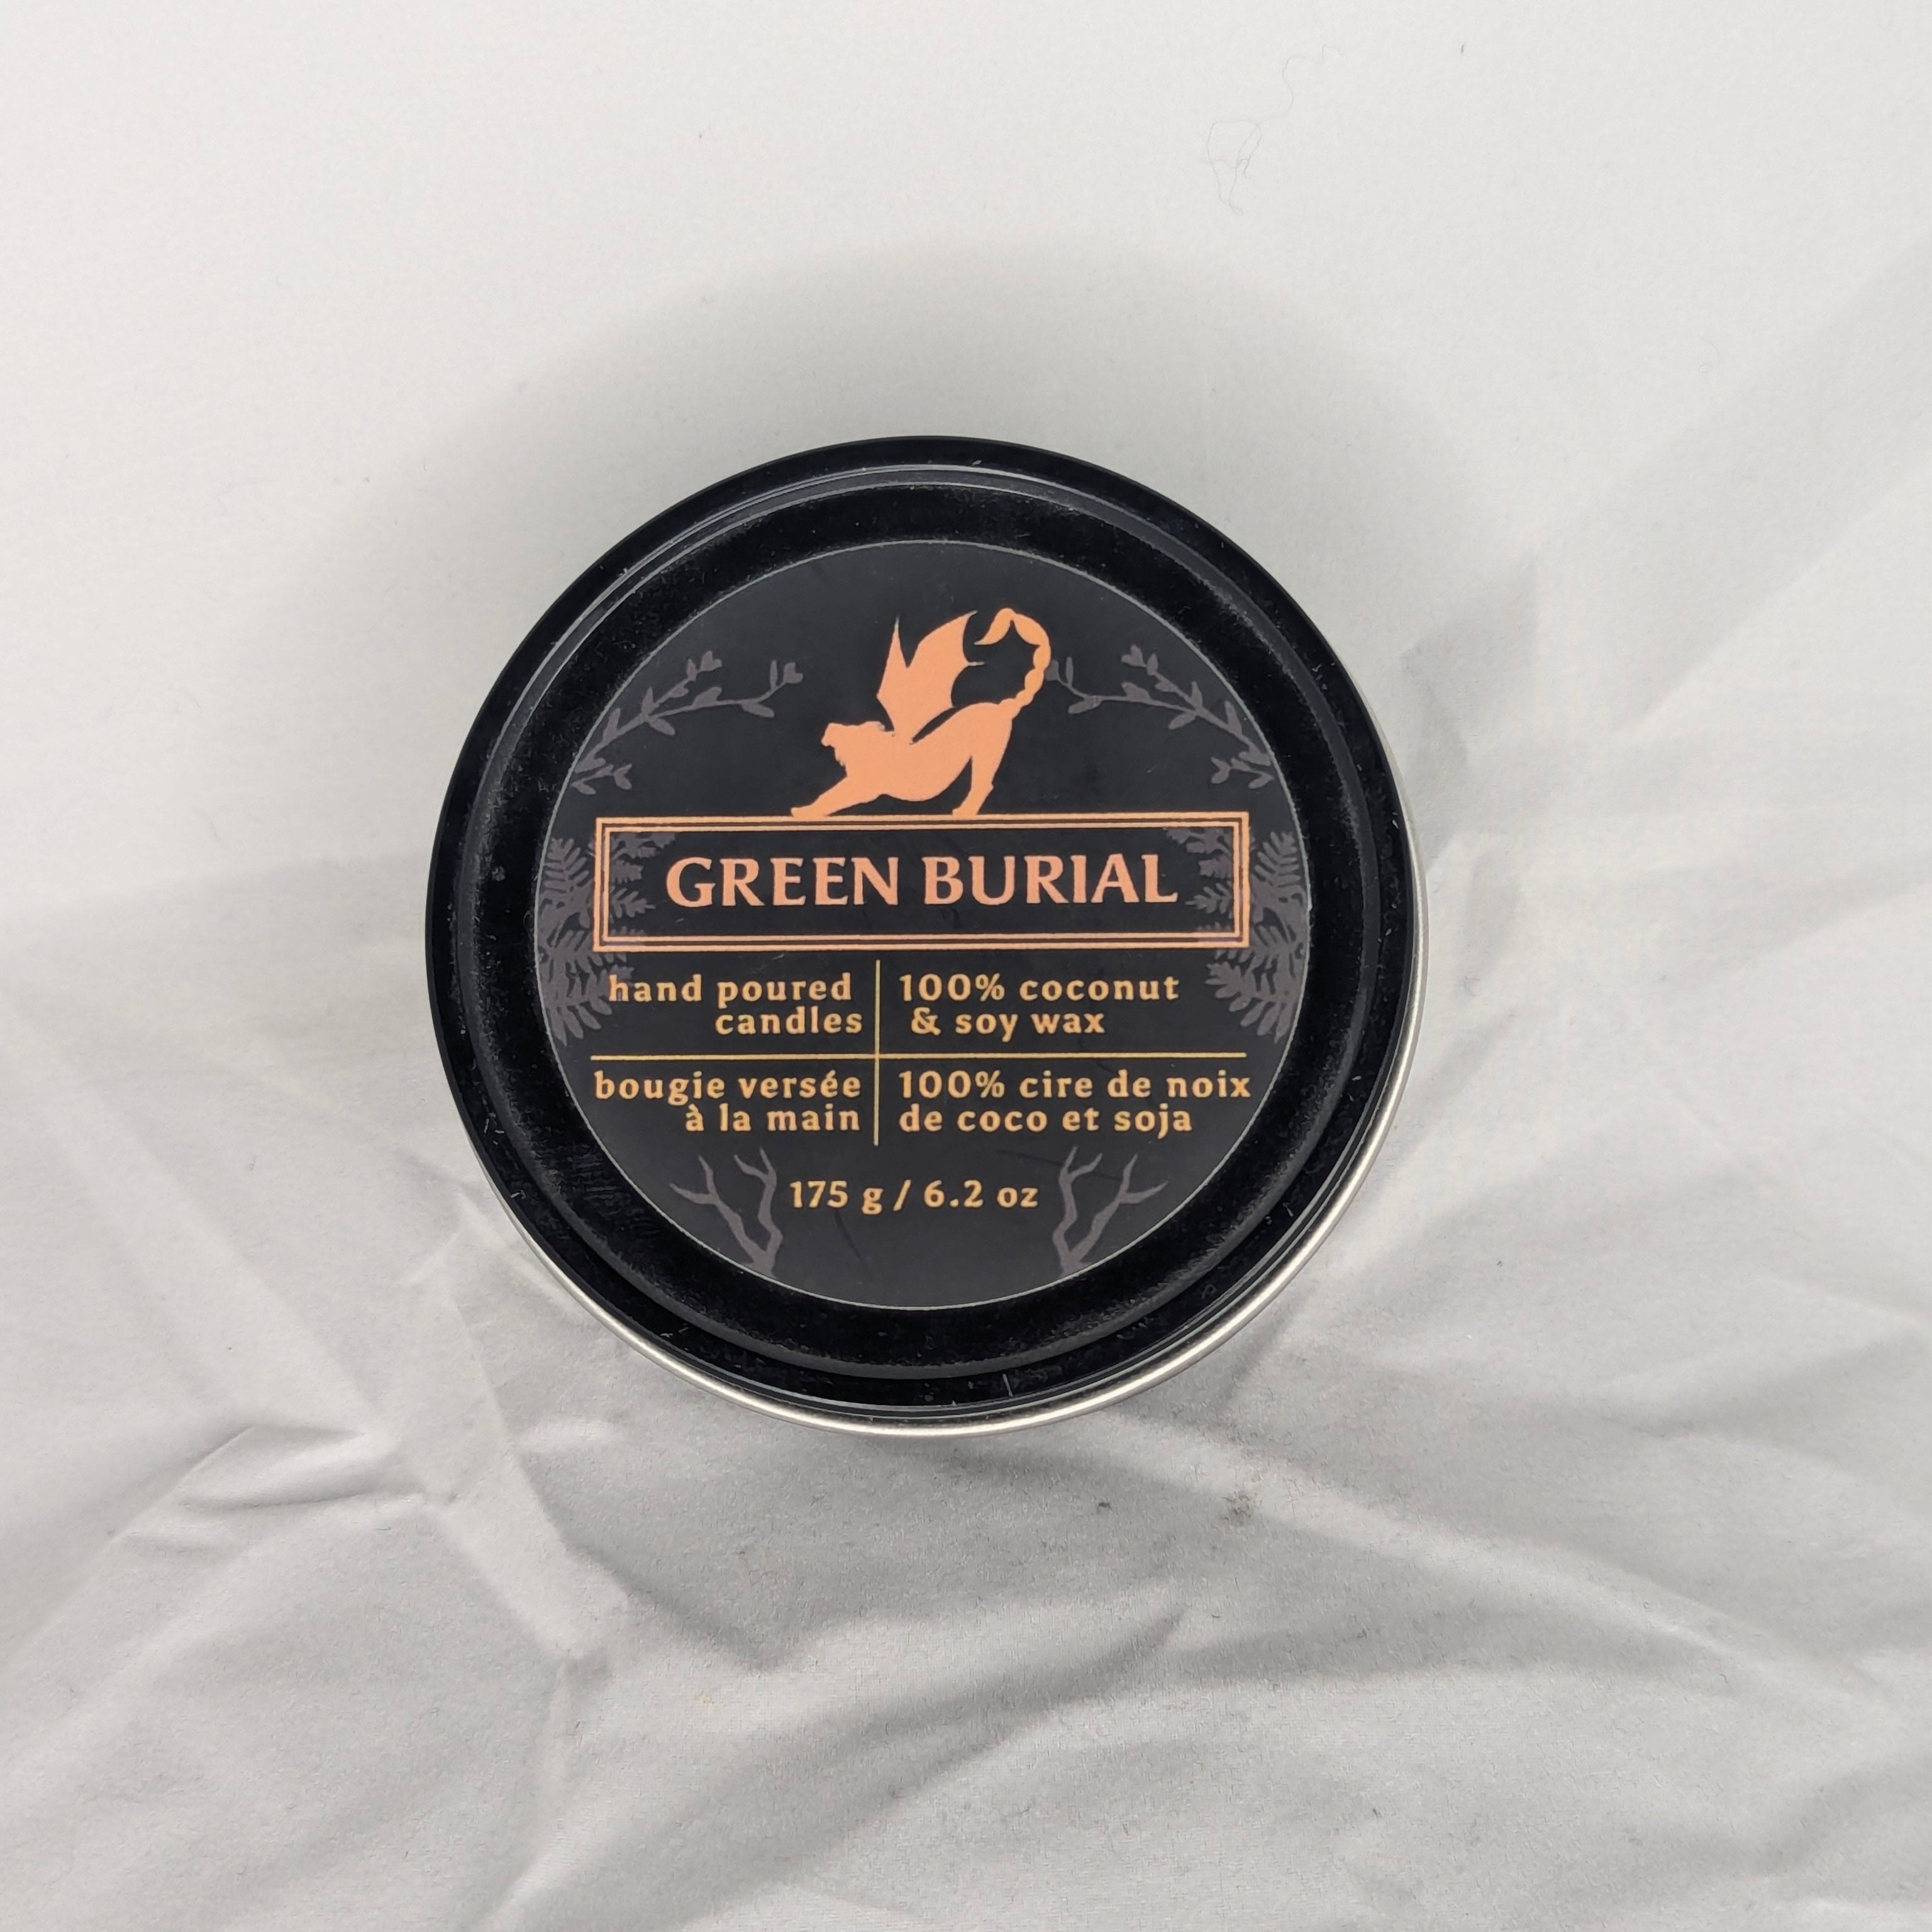 GREEN BURIAL
hand poured
candles
100% coconut
& soy wax
bougie versée
à la main
100% cire de noix
de coco et soja
175 g / 6.2 oz